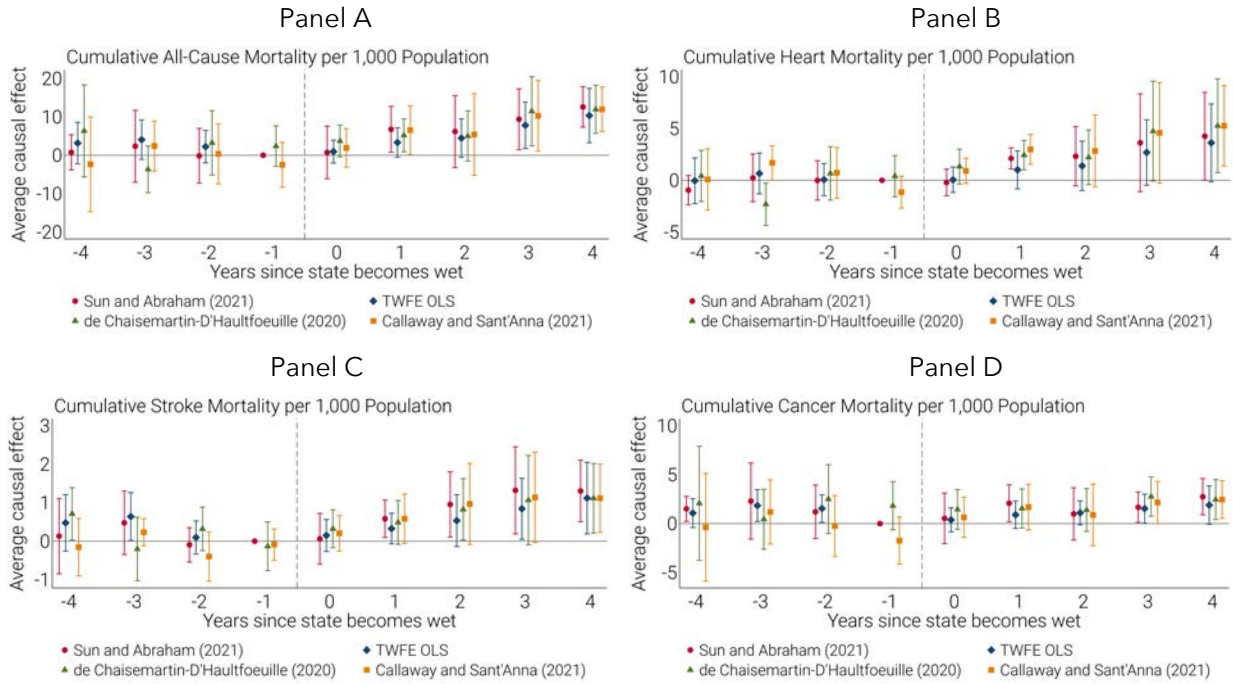 Panel A
Cumulative All-Cause Mortality per 1,000 Population
Average causal effect
20
10
0
-10
-20
-4 -3 -2 -1 0 1 2 3 4
Years since state becomes wet
Sun and Abraham (2021) TWFE OLS
de Chaisemartin-D'Haultfoeuille (2020) Callaway and Sant'Anna (2021)
Panel B
Cumulative Heart Mortality per 1,000 Population
Average causal effect
10
5
0
-5
-4 -3 -2 -1 0 1 2 3 4
Years since state becomes wet
Sun and Abraham (2021) TWFE OLS
de Chaisemartin-D'Haultfoeuille (2020) Callaway and Sant'Anna (2021)
Panel C
Cumulative Stroke Mortality per 1,000 Population
Average causal effect
3
2
1
0
-1
-4 -3 -2 -1 0 1 2 3 4
Years since state becomes wet
Sun and Abraham (2021) TWFE OLS
de Chaisemartin-D'Haultfoeuille (2020) Callaway and Sant'Anna (2021)
Panel D
Cumulative Cancer Mortality per 1,000 Population
Average causal effect
10
5
0
-5
-4 -3 -2 -1 0 1 2 3 4
Years since state becomes wet
Sun and Abraham (2021) TWFE OLS
de Chaisemartin-D'Haultfoeuille (2020) Callaway and Sant'Anna (2021)